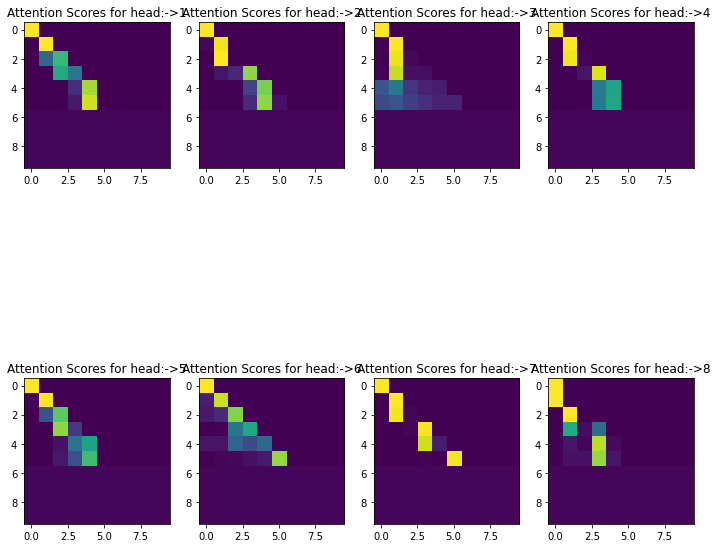 Attention Scores for head:->1 Attention Scores for head:->2 Attention Scores for head:->3 Attention Scores for head:->4
0 0 0 0
2 2 2 2
4 4 4 4
6 6 6 6
8 8 8 8
0.0 2.5 5.0 7.5 0.0 2.5 5.0 7.5 0.0 2.5 5.0 7.5 0.0 2.5 5.0 7.5
Attention Scores for head:->5 Attention Scores for head:->6 Attention Scores for head:->7 Attention Scores for head:->8
0 0 0 0
2 2 2 2
4 4 4 4
6 6 6 6
8 8 8 8
0.0 2.5 5.0 7.5 0.0 2.5 5.0 7.5 0.0 2.5 5.0 7.5 0.0 2.5 5.0 7.5